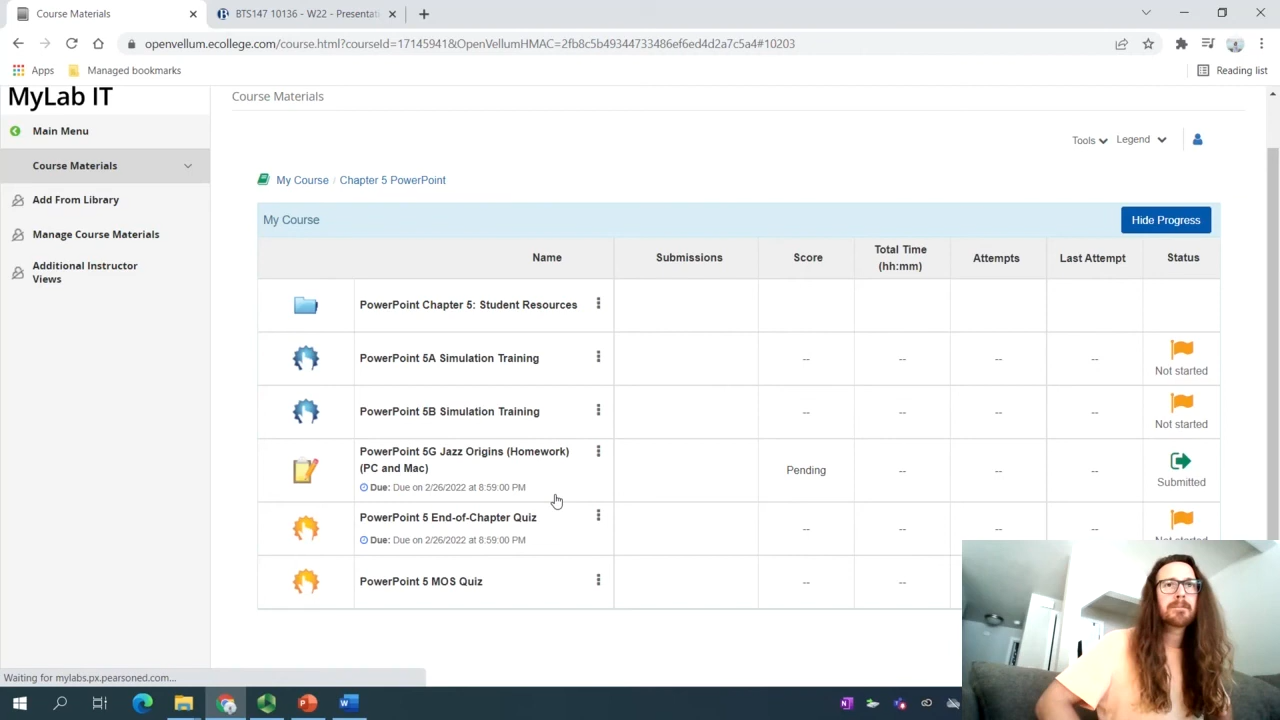 Course Materials
BTS147 10136 - W22 - Presentati
openvellum.ecollege.com/course.html?courseId=17145941&OpenVellumHMAC=2fb8c5b49344733486ef6ed4d2a7c5a4#10203
Apps
Managed bookmarks
Reading list
MyLab IT
Course Materials
Main Menu
Tools
Legend
Course Materials
My Course / Chapter 5 PowerPoint
Add From Library
My Course
Hide Progress
Manage Course Materials
Name
Submissions
Score
Total Time
(hh:mm)
Attempts
Last Attempt
Status
Additional Instructor
Views
PowerPoint Chapter 5: Student Resources
PowerPoint 5A Simulation Training
--
--
--
--
Not started
PowerPoint 5B Simulation Training
--
--
--
--
Not started
PowerPoint 5G Jazz Origins (Homework)
(PC and Mac)
Due: Due on 2/26/2022 at 8:59:00 PM
Pending
--
--
--
Submitted
PowerPoint 5 End-of-Chapter Quiz
Due: Due on 2/26/2022 at 8:59:00 PM
--
--
--
--
Not started
PowerPoint 5 MOS Quiz
--
--
Waiting for mylabs.px.pearsoned.com...